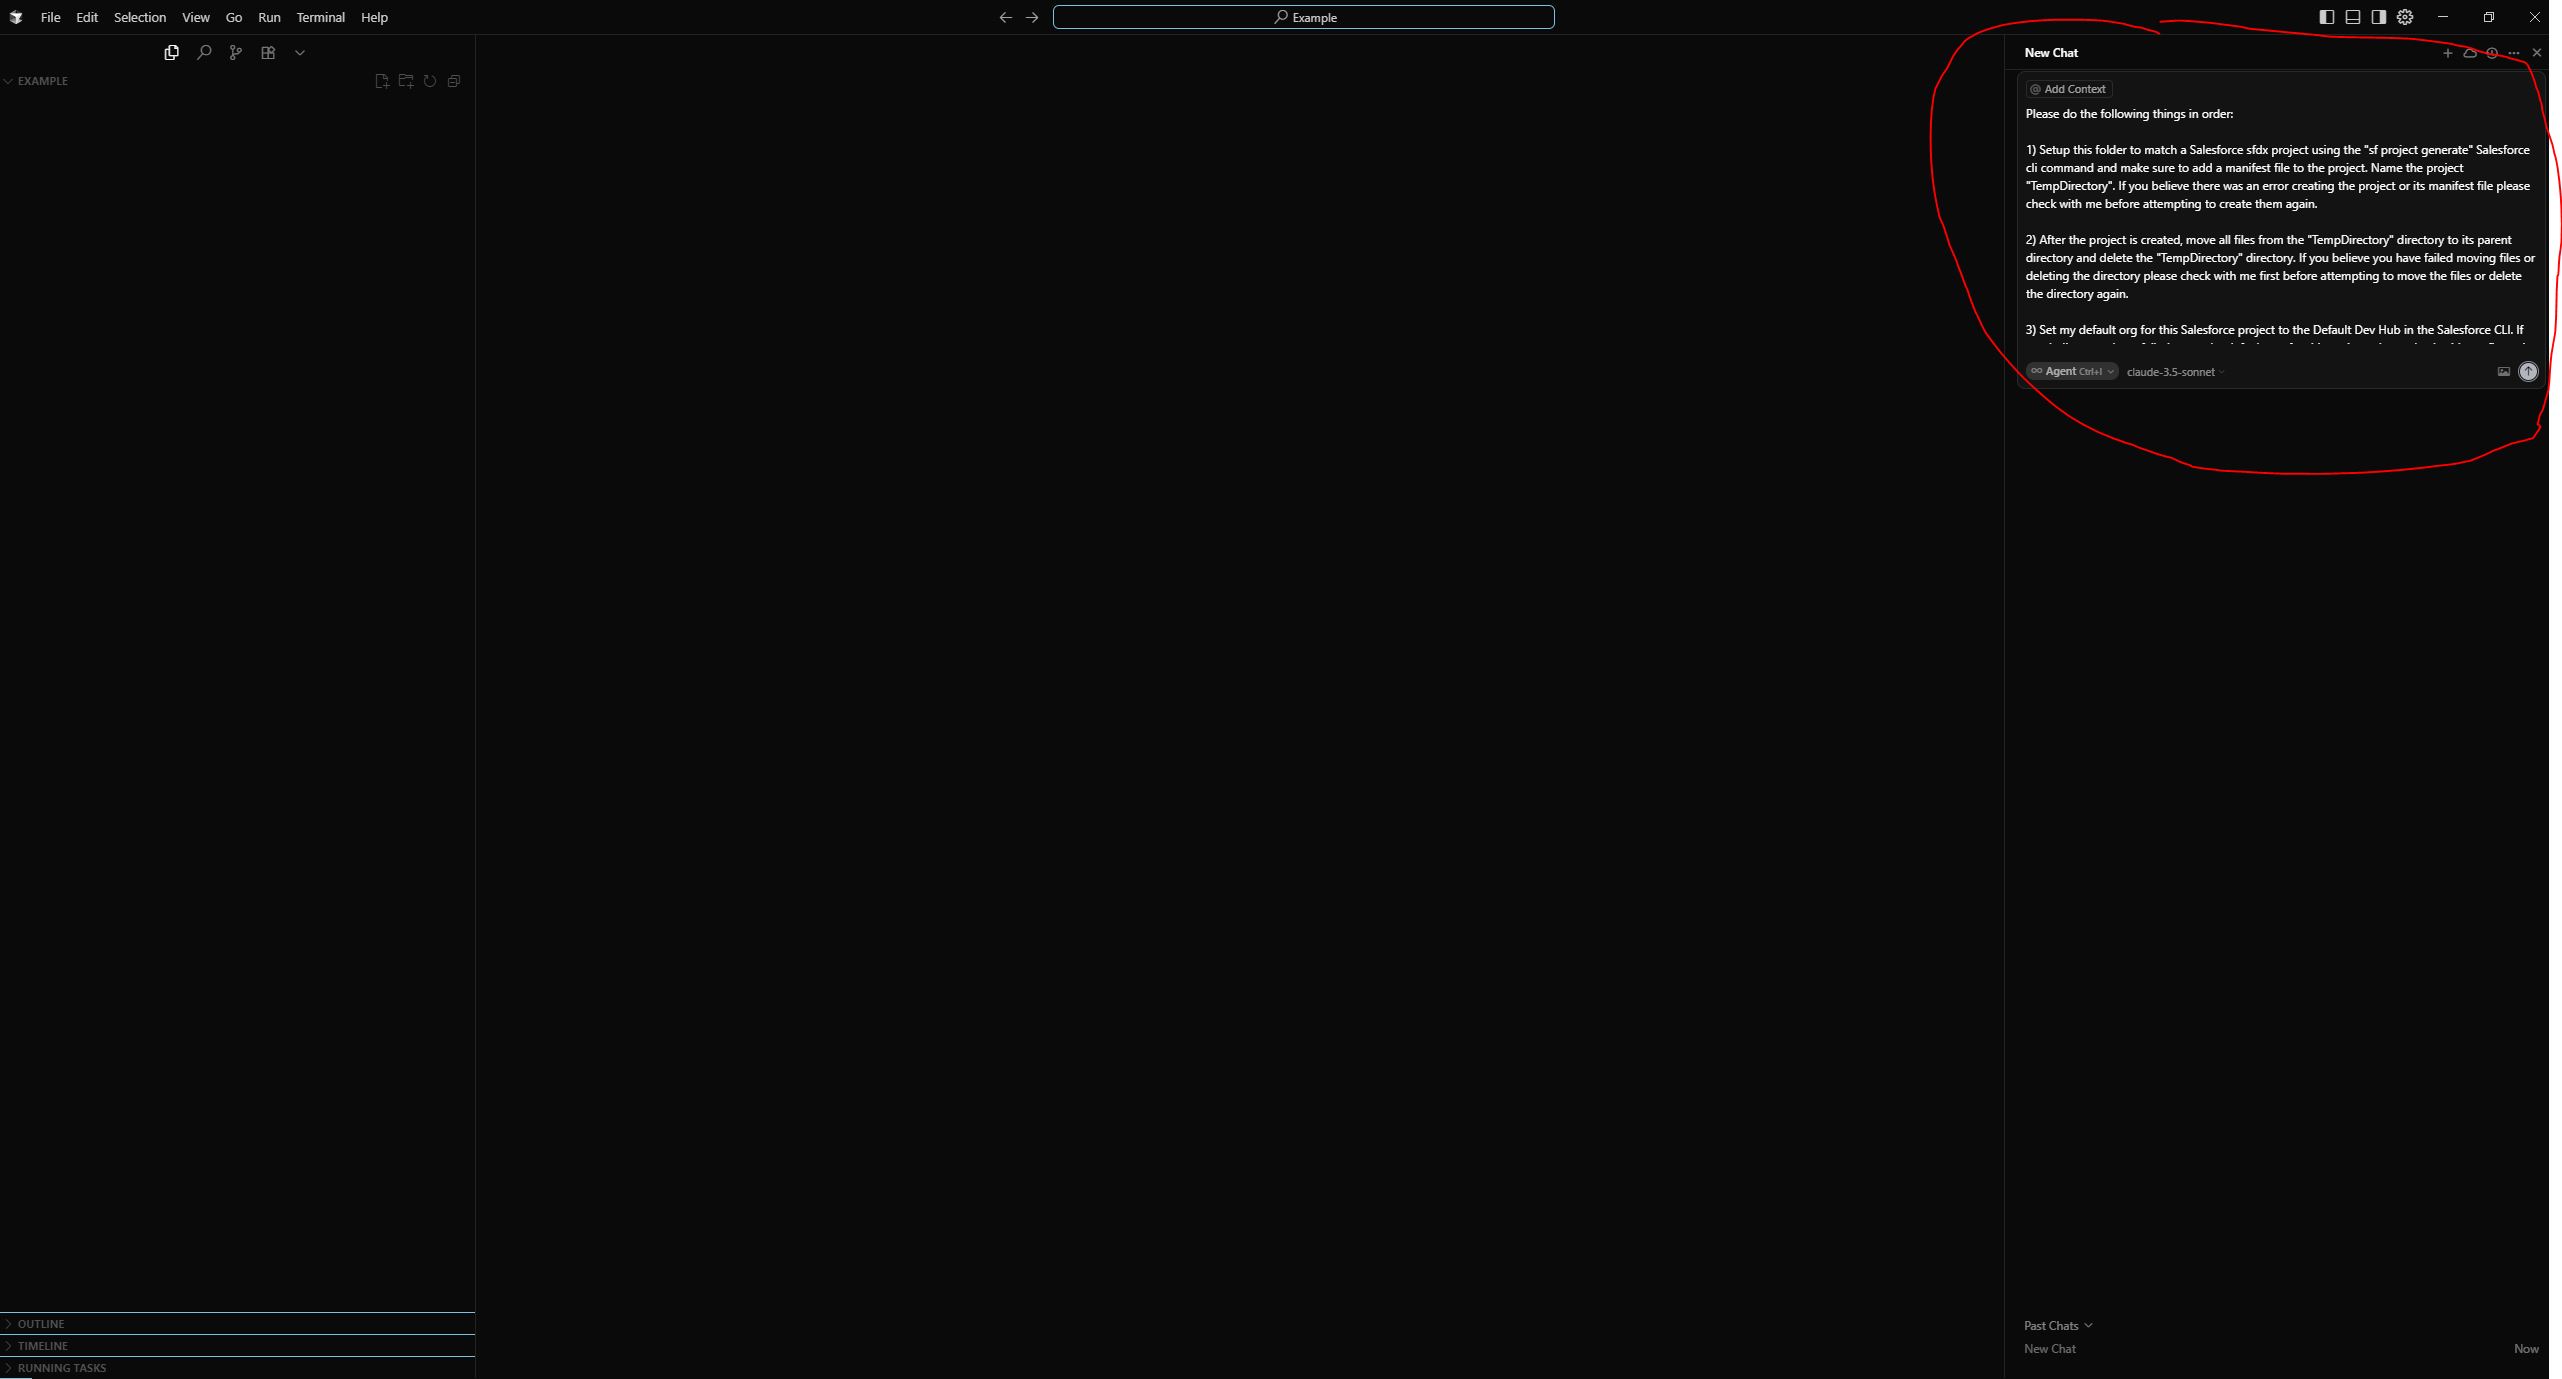 File Edit Selection View Go Run Terminal Help
Example
EXAMPLE
OUTLINE
TIMELINE
RUNNING TASKS
New Chat
@ Add Context
Please do the following things in order:
1) Setup this folder to match a Salesforce sfdx project using the "sf project generate" Salesforce
cli command and make sure to add a manifest file to the project. Name the project
"TempDirectory". If you believe there was an error creating the project or its manifest file please
check with me before attempting to create them again.
2) After the project is created, move all files from the "TempDirectory" directory to its parent
directory and delete the "TempDirectory" directory. If you believe you have failed moving files or
deleting the directory please check with me first before attempting to move the files or delete
the directory again.
3) Set my default org for this Salesforce project to the Default Dev Hub in the Salesforce CLI. If
Agent Ctrl+I claude-3.5-sonnet
Past Chats
New Chat Now